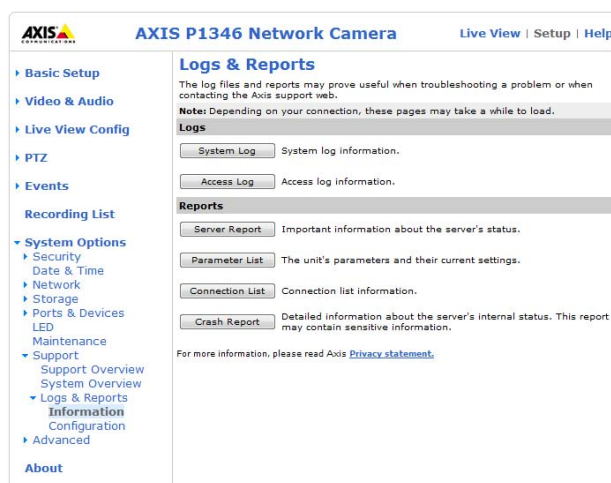 AXIS
COMMUNICATIONS
AXIS P1346 Network Camera
Live View | Setup | Help
Basic Setup
Video & Audio
Live View Config
PTZ
Events
Recording List
System Options
Security
Date & Time
Network
Storage
Ports & Devices
LED
Maintenance
Support
Support Overview
System Overview
Logs & Reports
Information
Configuration
Advanced
About
Logs & Reports
The log files and reports may prove useful when troubleshooting a problem or when
contacting the Axis support web.
Note: Depending on your connection, these pages may take a while to load.
Logs
System Log System log information.
Access Log Access log information.
Reports
Server Report Important information about the server's status.
Parameter List The unit's parameters and their current settings.
Connection List Connection list information.
Crash Report Detailed information about the server's internal status. This report
may contain sensitive information.
For more information, please read Axis Privacy statement.